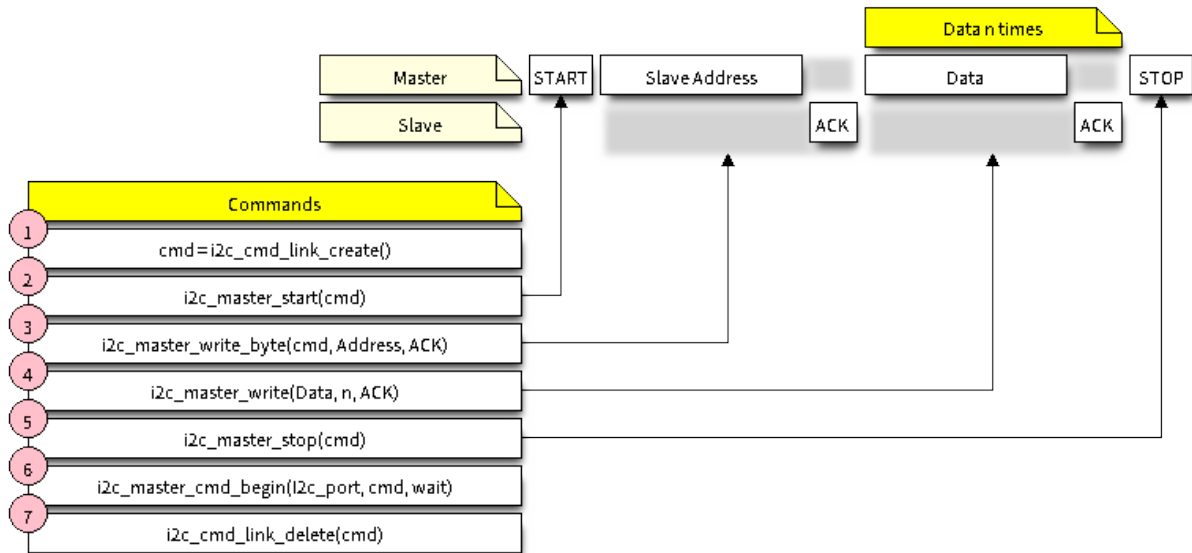 Data n times
Master
START
Slave Address
Data
STOP
Slave
ACK
ACK
Commands
1
cmd=i2c_cmd_link_create()
2
i2c_master_start(cmd)
3
i2c_master_write_byte(cmd, Address, ACK)
4
i2c_master_write(Data, n, ACK)
5
i2c_master_stop(cmd)
6
i2c_master_cmd_begin(I2c_port, cmd, wait)
7
i2c_cmd_link_delete(cmd)